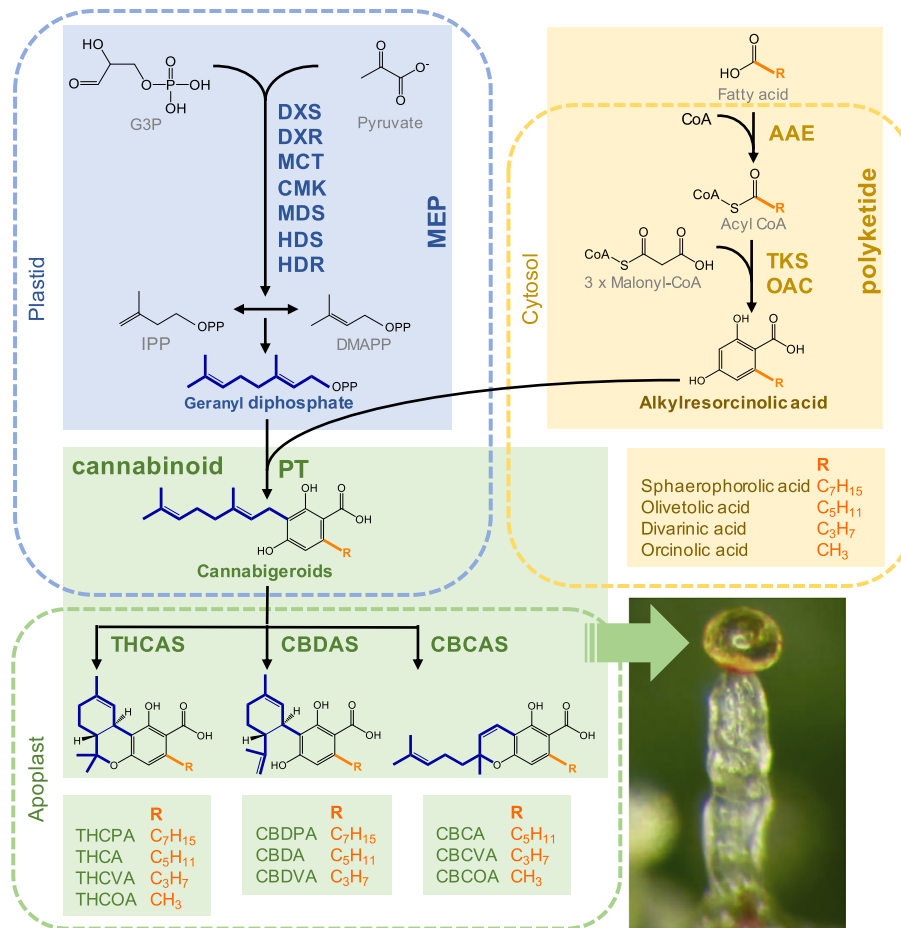 HO
O
O
P
OH
OH
O
G3P
O
O-
O
Pyruvate
DXS
DXR
MCT
CMK
MDS
HDS
HDR
MEP
Plastid
OPP
IPP
OPP
DMAPP
OPP
Geranyl diphosphate
O
HO
R
Fatty acid
CoA
AAE
CoA
S
O
R
Acyl CoA
polyketide
Cytosol
CoA
S
O
O
OH
3 x Malonyl-CoA
TKS
OAC
OH
O
OH
HO
R
Alkylresorcinolic acid
R
Sphaerophorolic acid C7H15
Olivetolic acid C5H11
Divarinic acid C3H7
Orcinolic acid CH3
cannabinoid
PT
OH
O
OH
HO
R
Cannabigeroids
Apoplast
THCAS
CBDAS
CBCAS
H
OH
O
OH
H
O
R
H
OH
O
OH
H
HO
R
OH
O
OH
O
R
R
THCPA C7H15
THCA C5H11
THCVA C3H7
THCOA CH3
R
CBDPA C7H15
CBDA C5H11
CBDVA C3H7
R
CBCA C5H11
CBCVA C3H7
CBCOA CH3